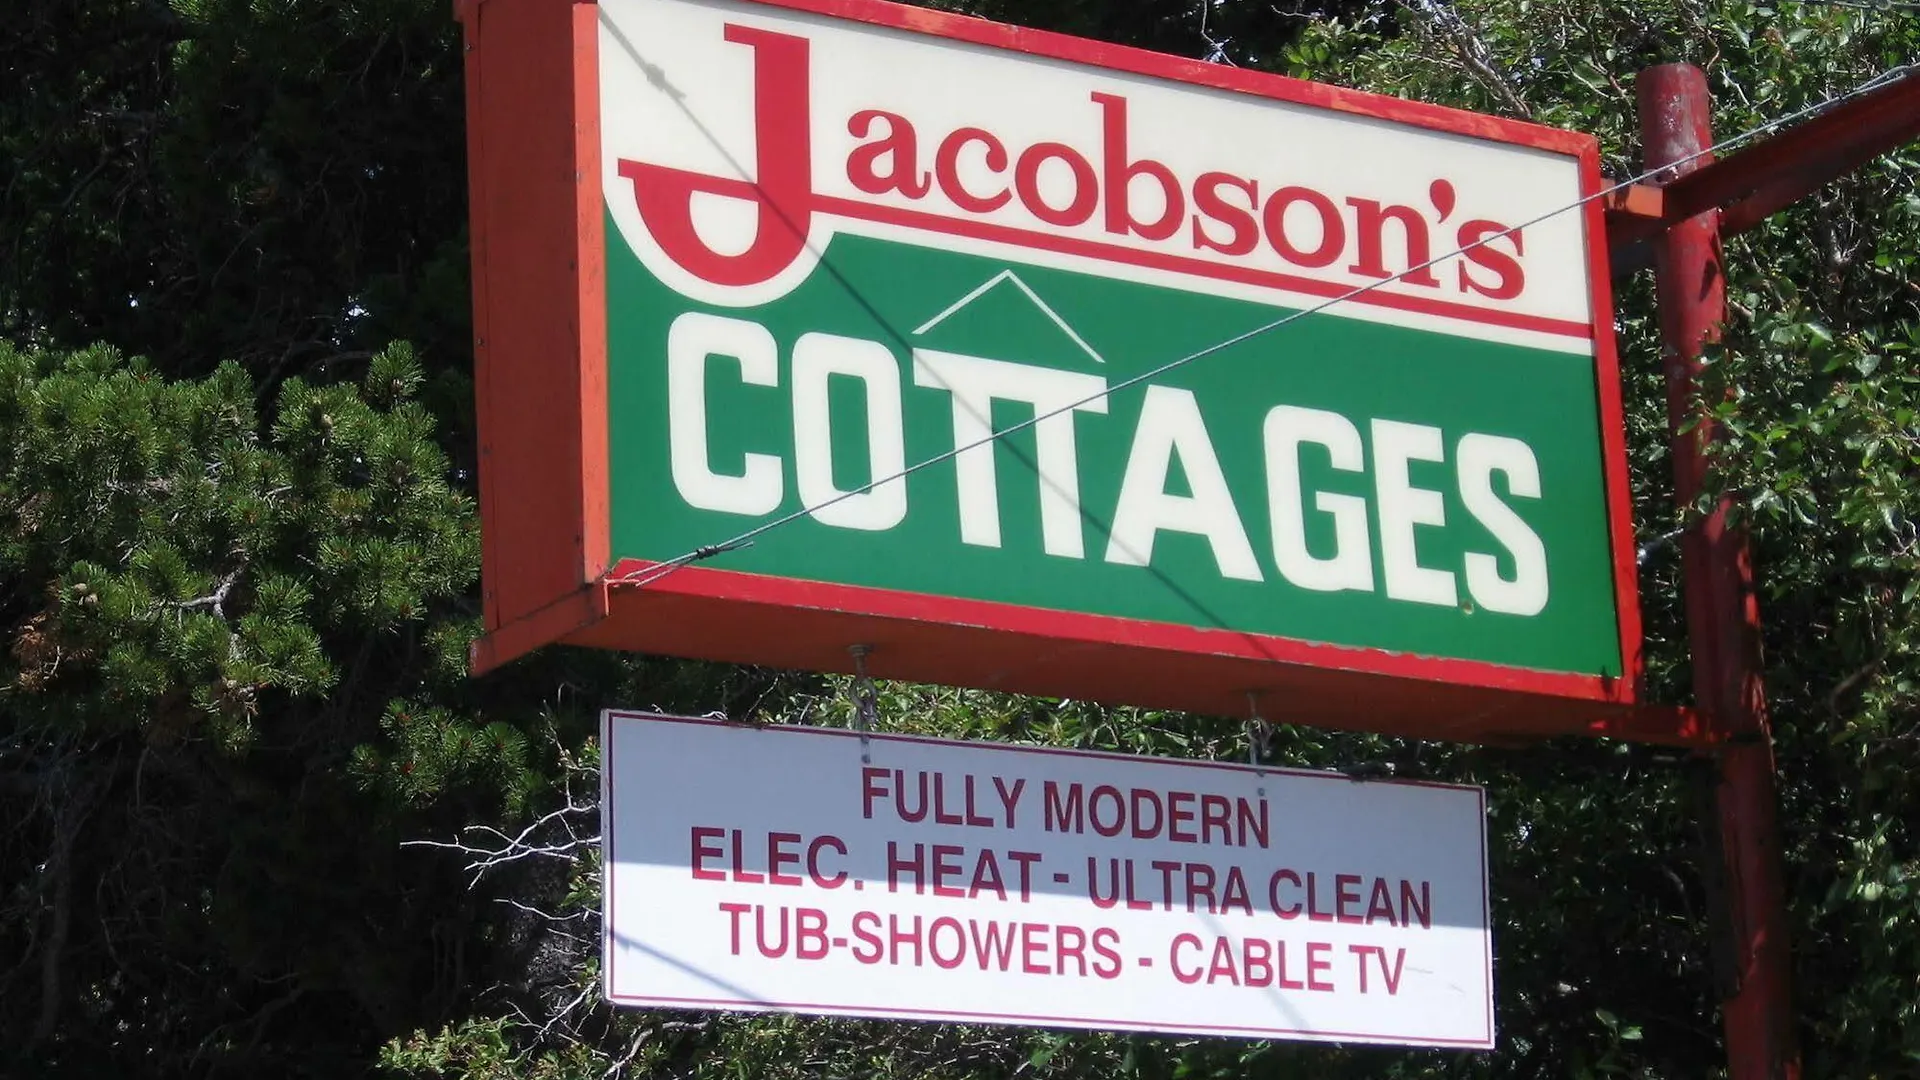 Jacobson's
COTTAGES
FULLY MODERN
ELEC. HEAT - ULTRA CLEAN
TUB-SHOWERS - CABLE TV